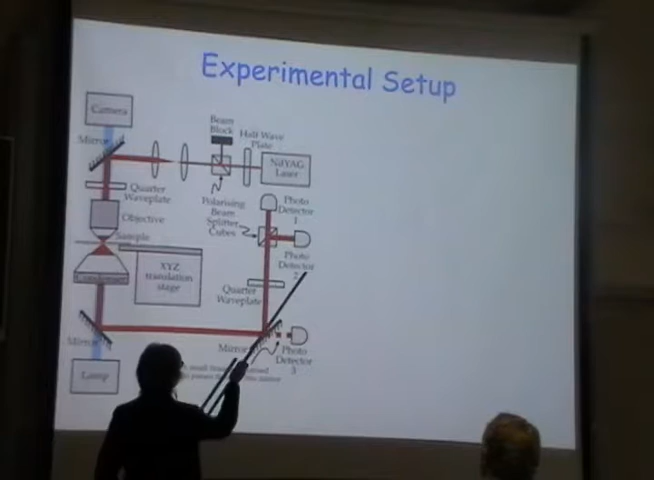 Experimental Setup
Camera
Mirror
Beam
Block
Half Wave
Plate
Nd:YAG
Laser
Quarter
Waveplate
Objective
Sample
Condenser
XYZ
translation
stage
Polarising
Beam
Splitter
Cubes
Photo
Detector
1
Photo
Detector
2
Quarter
Waveplate
Mirror
Lamp
Mirror
Photo
Detector
3